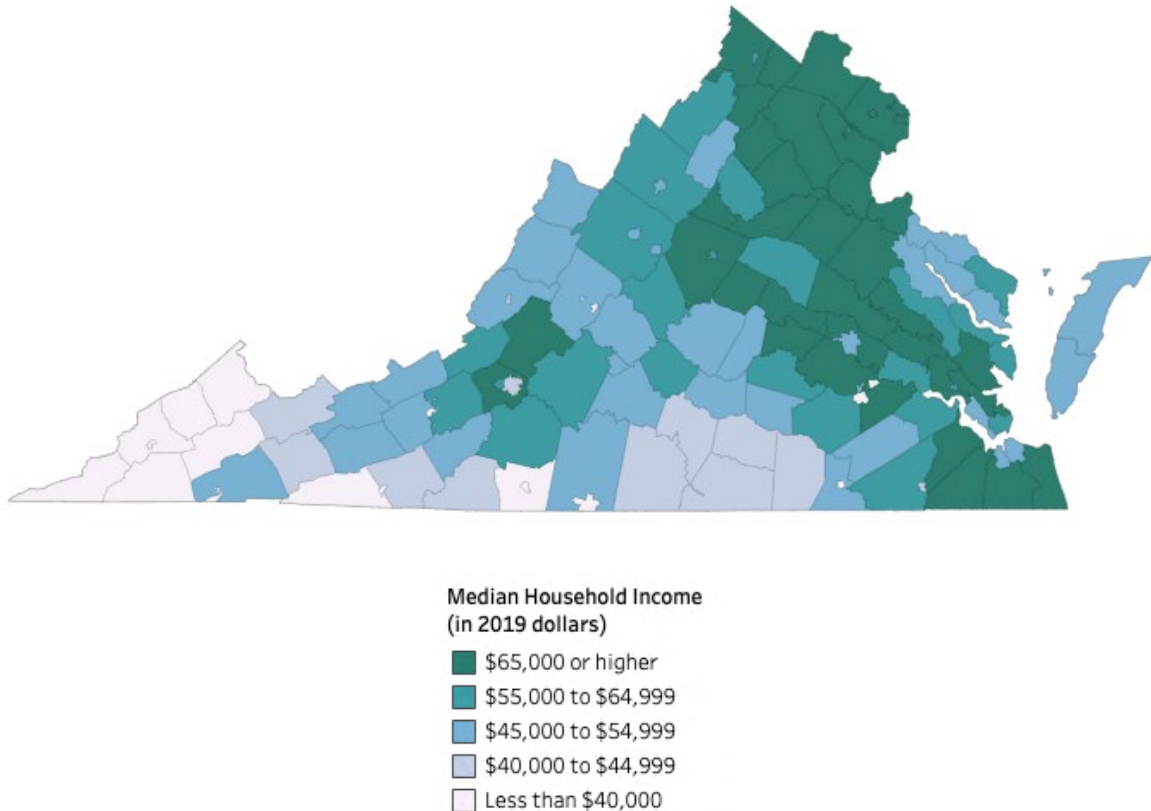 Median Household Income
(in 2019 dollars)
$65,000 or higher
$55,000 to $64,999
$45,000 to $54,999
$40,000 to $44,999
Less than $40,000